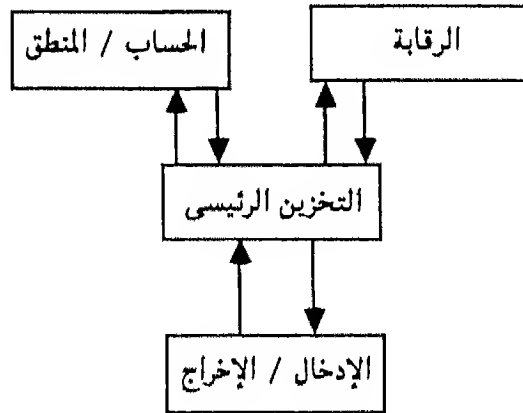 الرقابة
الحساب / المنطق
التخزين الرئيسى
الإدخال / الإخراج